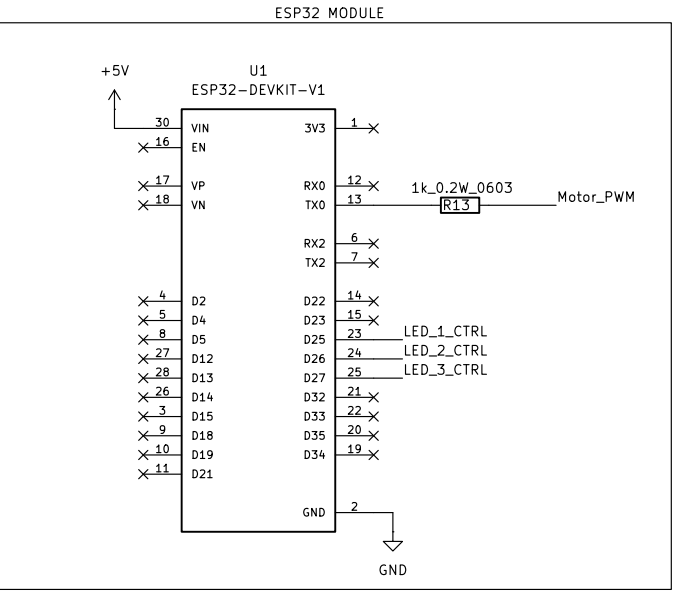 ESP32 MODULE
+5V
U1
ESP32-DEVKIT-V1
30 VIN 3V3 1
16 EN
17 VP RX0 12
1k_0.2W_0603
18 VN TX0 13 R13 Motor_PWM
RX2 6
TX2 7
4 D2 D22 14
5 D4 D23 15
8 D5 D25 23 LED_1_CTRL
27 D12 D26 24 LED_2_CTRL
28 D13 D27 25 LED_3_CTRL
26 D14 D32 21
3 D15 D33 22
9 D18 D35 20
10 D19 D34 19
11 D21
GND 2
GND